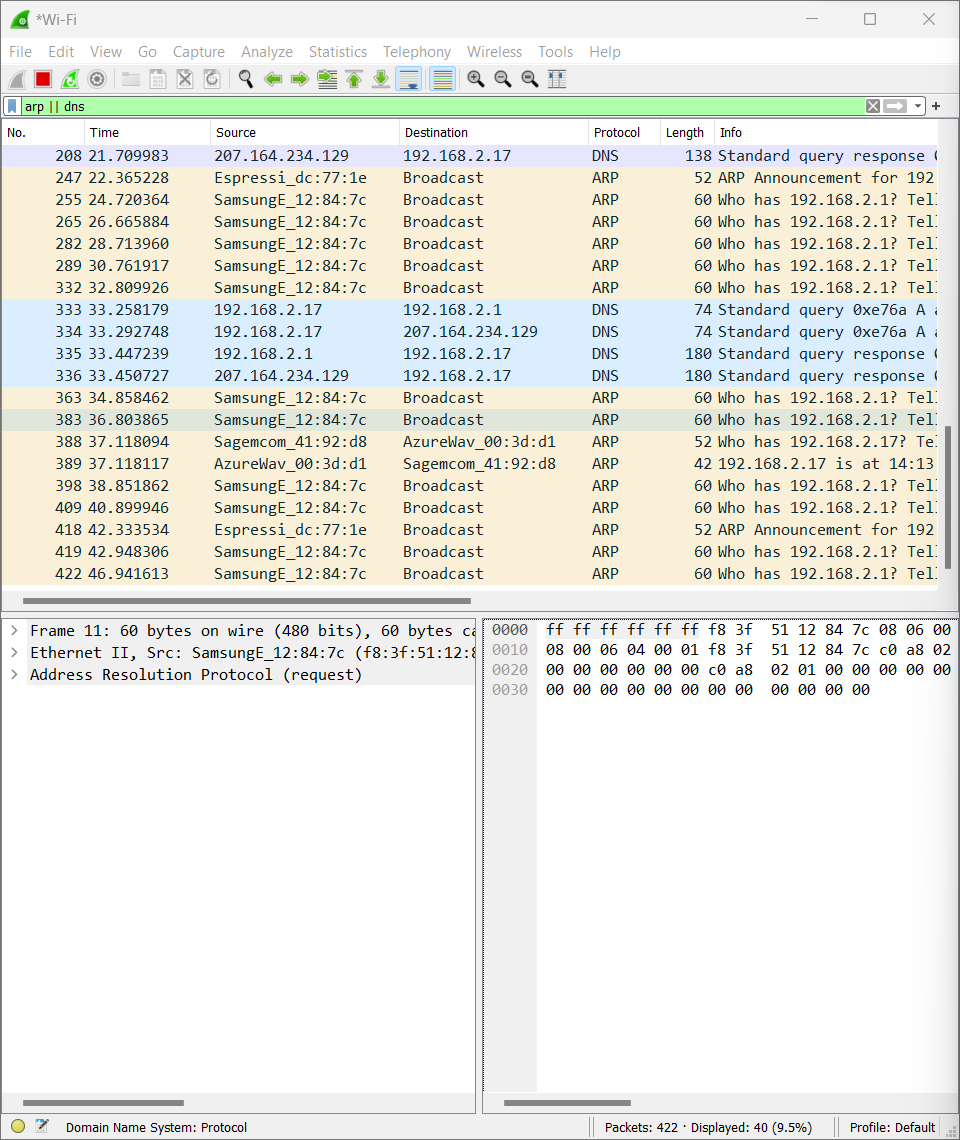 *Wi-Fi
File Edit View Go Capture Analyze Statistics Telephony Wireless Tools Help
arp || dns
No. Time Source Destination Protocol Length Info
208 21.709983 207.164.234.129 192.168.2.17 DNS 138 Standard query response
247 22.365228 Espressi_dc:77:1e Broadcast ARP 52 ARP Announcement for 192
255 24.720364 SamsungE_12:84:7c Broadcast ARP 60 Who has 192.168.2.1? Tell
265 26.665884 SamsungE_12:84:7c Broadcast ARP 60 Who has 192.168.2.1? Tell
282 28.713960 SamsungE_12:84:7c Broadcast ARP 60 Who has 192.168.2.1? Tell
289 30.761917 SamsungE_12:84:7c Broadcast ARP 60 Who has 192.168.2.1? Tell
332 32.809926 SamsungE_12:84:7c Broadcast ARP 60 Who has 192.168.2.1? Tell
333 33.258179 192.168.2.17 192.168.2.1 DNS 74 Standard query 0xe76a A
334 33.292748 192.168.2.17 207.164.234.129 DNS 74 Standard query 0xe76a A
335 33.447239 192.168.2.1 192.168.2.17 DNS 180 Standard query response
336 33.450727 207.164.234.129 192.168.2.17 DNS 180 Standard query response
363 34.858462 SamsungE_12:84:7c Broadcast ARP 60 Who has 192.168.2.1? Tell
383 36.803865 SamsungE_12:84:7c Broadcast ARP 60 Who has 192.168.2.1? Tell
388 37.118094 Sagemcom_41:92:d8 AzureWav_00:3d:d1 ARP 52 Who has 192.168.2.17? Te
389 37.118117 AzureWav_00:3d:d1 Sagemcom_41:92:d8 ARP 42 192.168.2.17 is at 14:13
398 38.851862 SamsungE_12:84:7c Broadcast ARP 60 Who has 192.168.2.1? Tell
409 40.899946 SamsungE_12:84:7c Broadcast ARP 60 Who has 192.168.2.1? Tell
418 42.333534 Espressi_dc:77:1e Broadcast ARP 52 ARP Announcement for 192
419 42.948306 SamsungE_12:84:7c Broadcast ARP 60 Who has 192.168.2.1? Tell
422 46.941613 SamsungE_12:84:7c Broadcast ARP 60 Who has 192.168.2.1? Tell
Frame 11: 60 bytes on wire (480 bits), 60 bytes ca
Ethernet II, Src: SamsungE_12:84:7c (f8:3f:51:12:8
Address Resolution Protocol (request)
0000 ff ff ff ff ff ff f8 3f 51 12 84 7c 08 06 00
0010 08 00 06 04 00 01 f8 3f 51 12 84 7c c0 a8 02
0020 00 00 00 00 00 00 c0 a8 02 01 00 00 00 00 00
0030 00 00 00 00 00 00 00 00 00 00 00 00
Domain Name System: Protocol
Packets: 422 · Displayed: 40 (9.5%)
Profile: Default